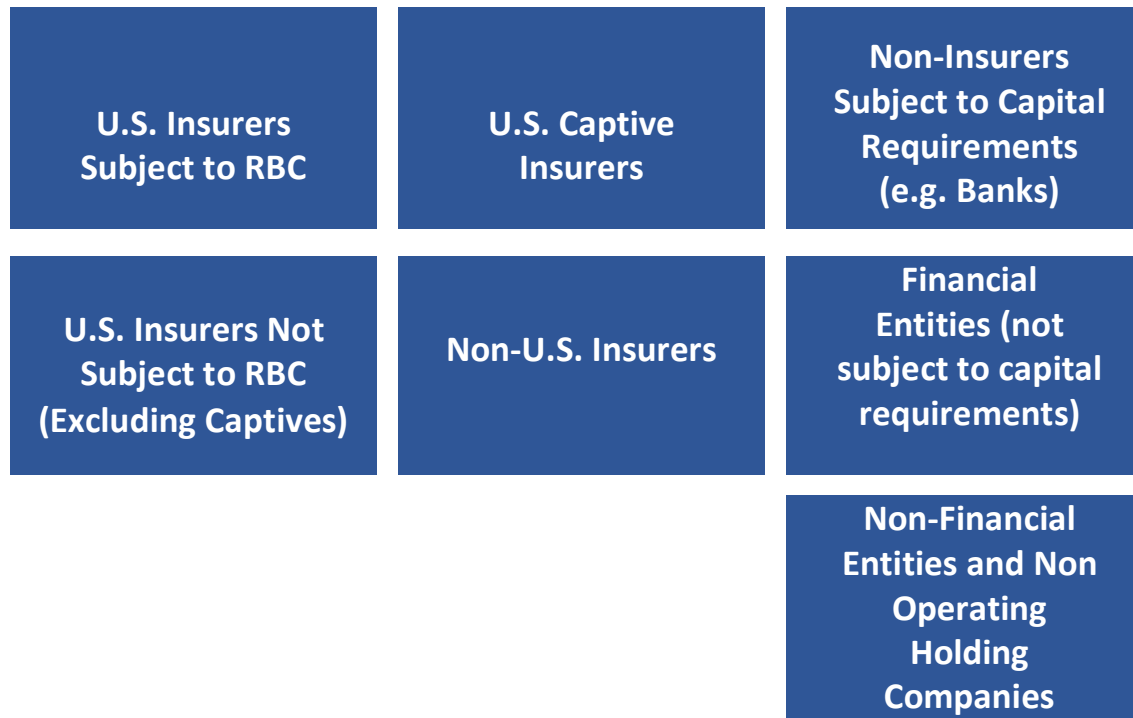 U.S. Insurers
Subject to RBC
U.S. Captive
Insurers
Non-Insurers
Subject to Capital
Requirements
(e.g. Banks)
U.S. Insurers Not
Subject to RBC
(Excluding Captives)
Non-U.S. Insurers
Financial
Entities (not
subject to capital
requirements)
Non-Financial
Entities and Non
Operating
Holding
Companies